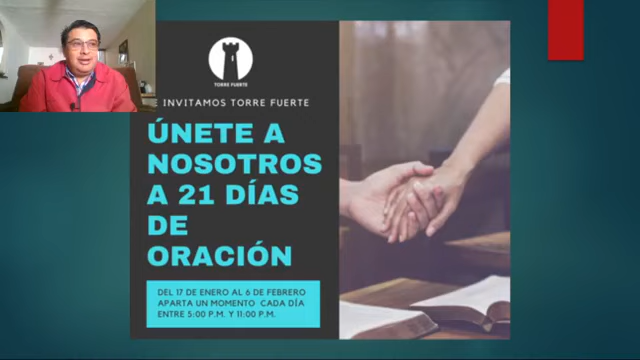 TORRE FUERTE
E INVITAMOS TORRE FUERTE
ÚNETE A
NOSOTROS
A 21 DÍAS
DE
ORACIÓN
DEL 17 DE ENERO AL 6 DE FEBRERO
APARTA UN MOMENTO CADA DÍA
ENTRE 5:00 P.M. Y 11:00 P.M.